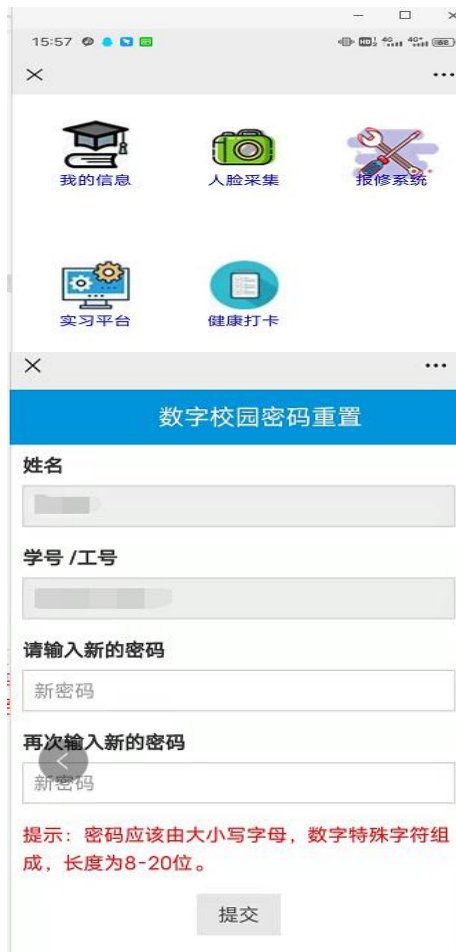 15:57
我的信息 人脸采集 报修系统
实习平台 健康打卡
数字校园密码重置
姓名
学号 /工号
请输入新的密码
新密码
再次输入新的密码
新密码
提示：密码应该由大小写字母，数字特殊字符组
成，长度为8-20位。
提交